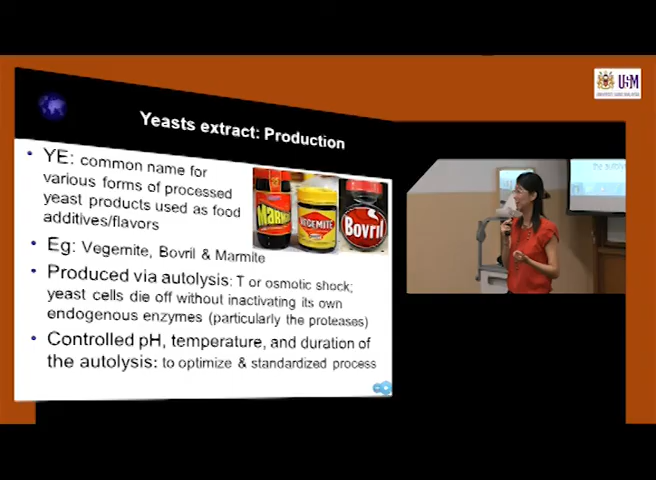 USM
Yeasts extract: Production
• YE: common name for
various forms of processed
yeast products used as food
additives/flavors
MAR
VEGEMITE
Bovril
• Eg: Vegemite, Bovril & Marmite
• Produced via autolysis: T or osmotic shock;
yeast cells die off without inactivating its own
endogenous enzymes (particularly the proteases)
• Controlled pH, temperature, and duration of
the autolysis: to optimize & standardized process